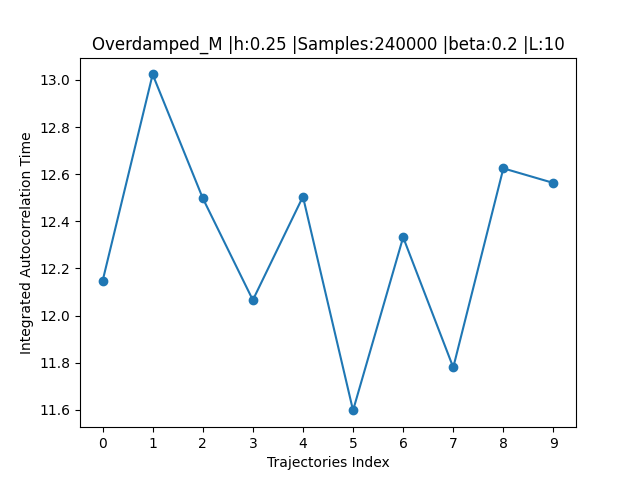 Overdamped_M |h:0.25 |Samples:240000 |beta:0.2 |L:10
Integrated Autocorrelation Time
13.0
12.8
12.6
12.4
12.2
12.0
11.8
11.6
0 1 2 3 4 5 6 7 8 9
Trajectories Index